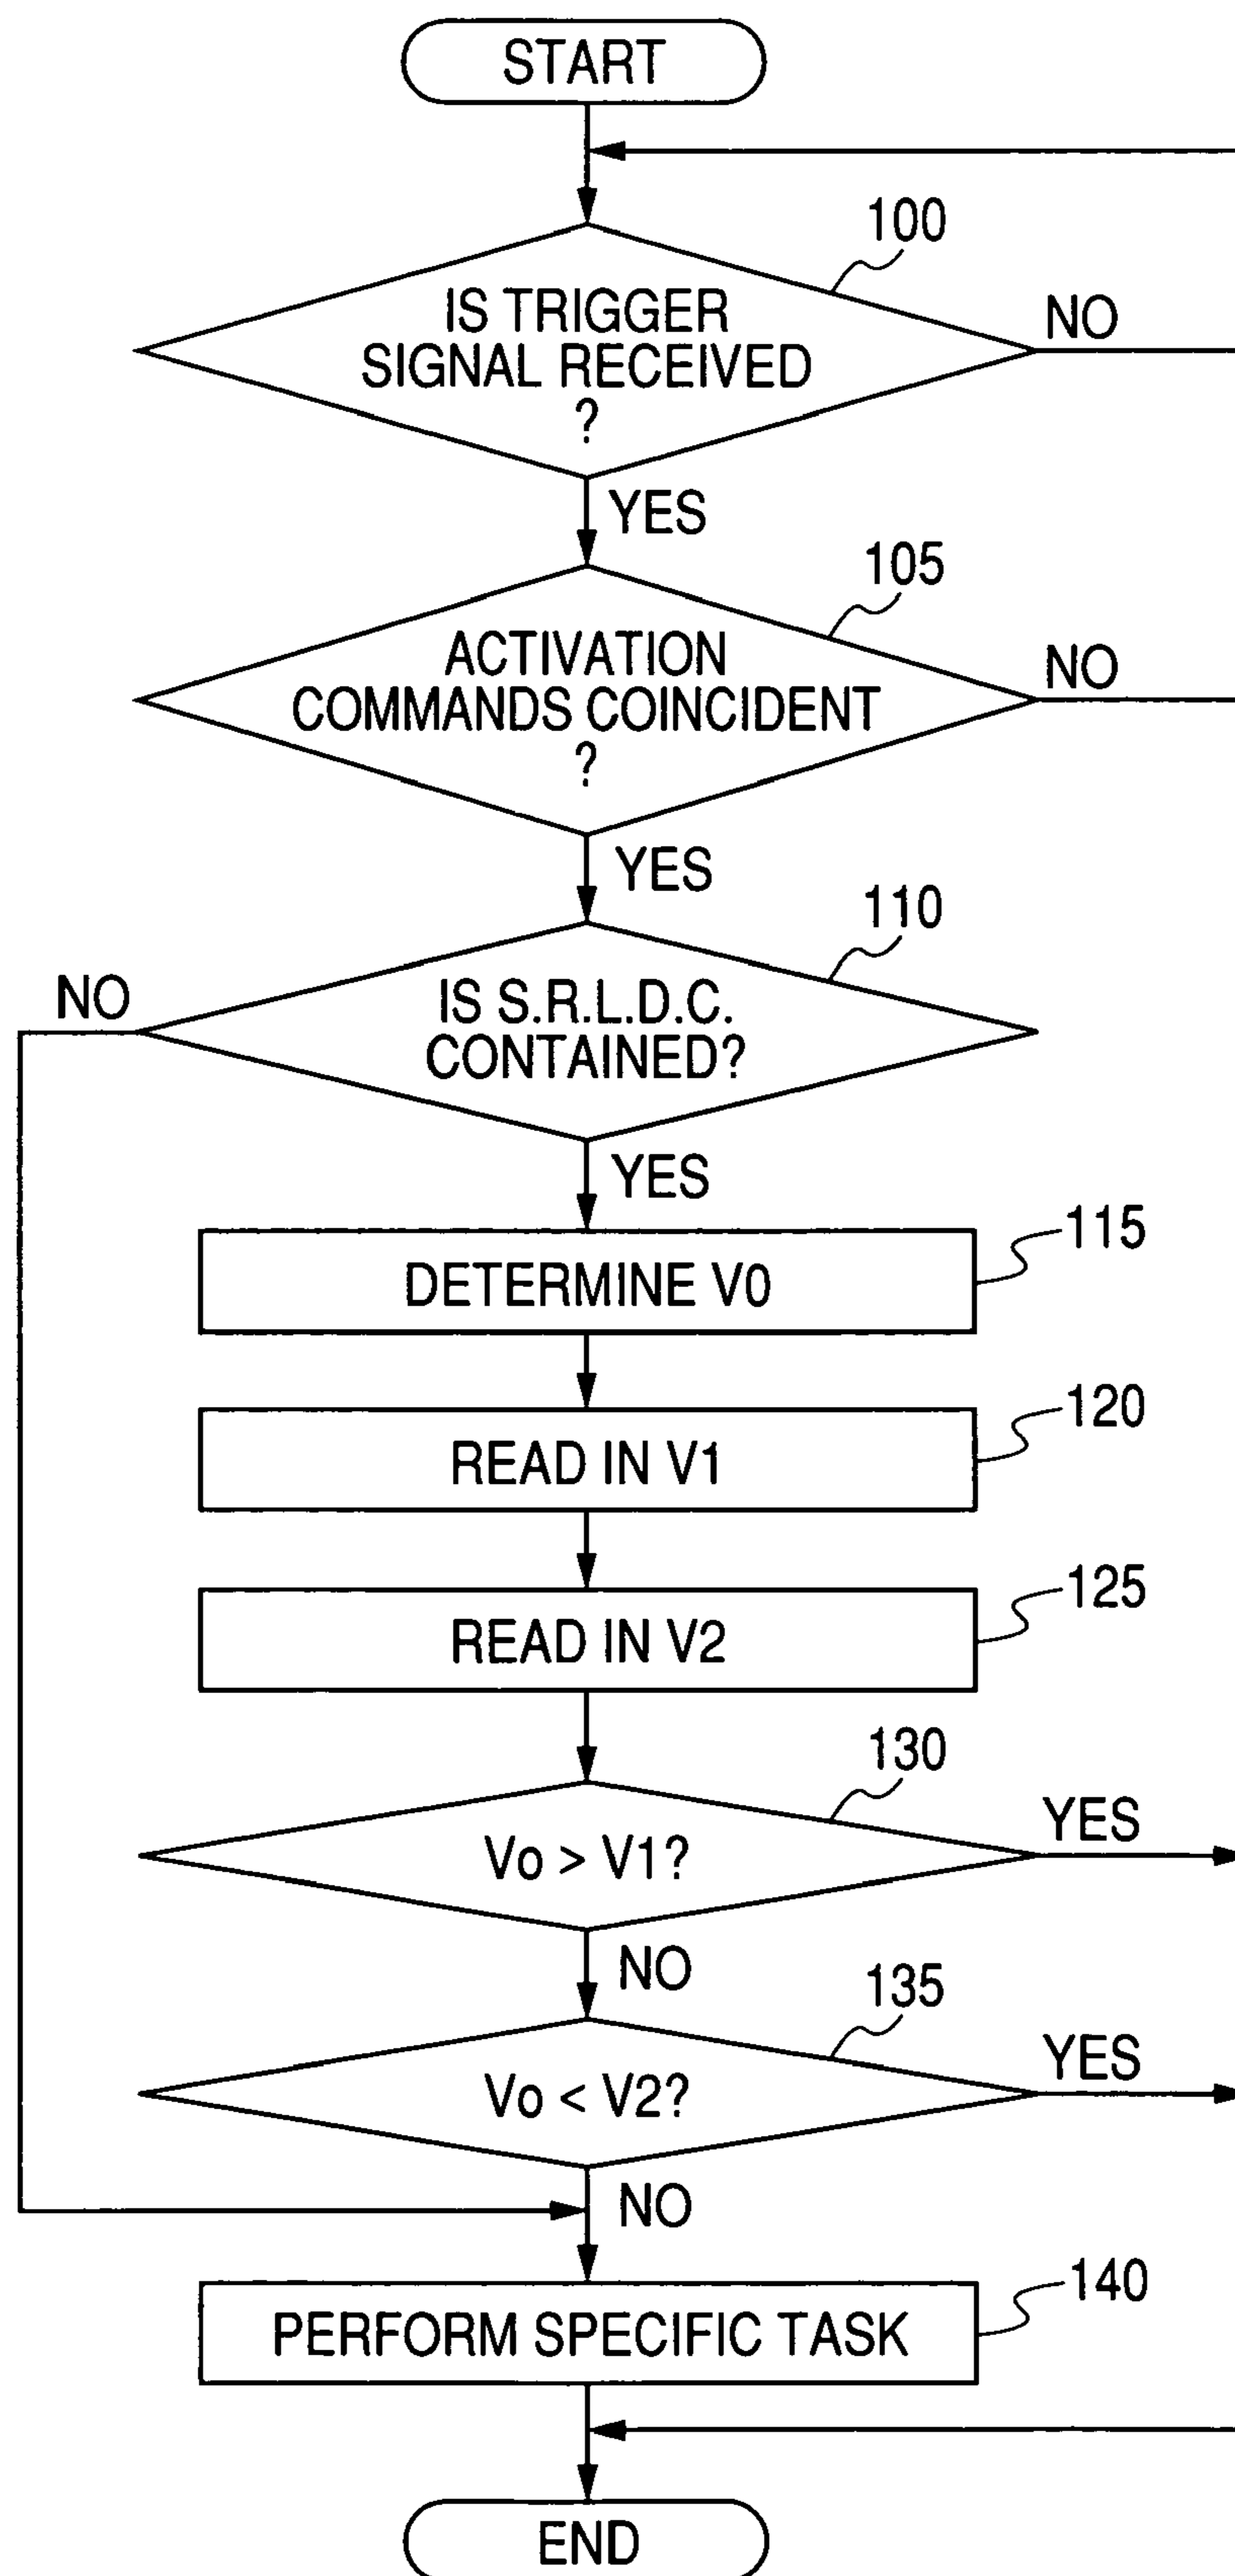 START
100
IS TRIGGER
SIGNAL RECEIVED
?
NO
YES
105
ACTIVATION
COMMANDS COINCIDENT
?
NO
YES
110
NO
IS S.R.L.D.C.
CONTAINED?
YES
115
DETERMINE V0
120
READ IN V1
125
READ IN V2
130
Vo > V1?
YES
NO
135
Vo < V2?
YES
NO
140
PERFORM SPECIFIC TASK
END